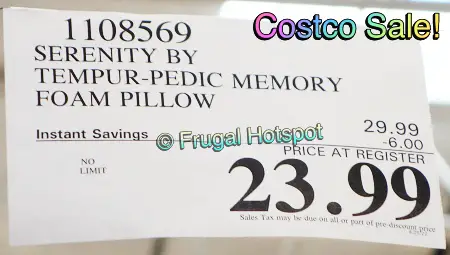 Costco Sale!
1108569
SERENITY BY
TEMPUR-PEDIC MEMORY
FOAM PILLOW
Instant Savings
29.99
-6.00
© Frugal Hotspot
PRICE AT REGISTER
NO
LIMIT
23.99
Sales Tax may be due on all or part of pre-discount price